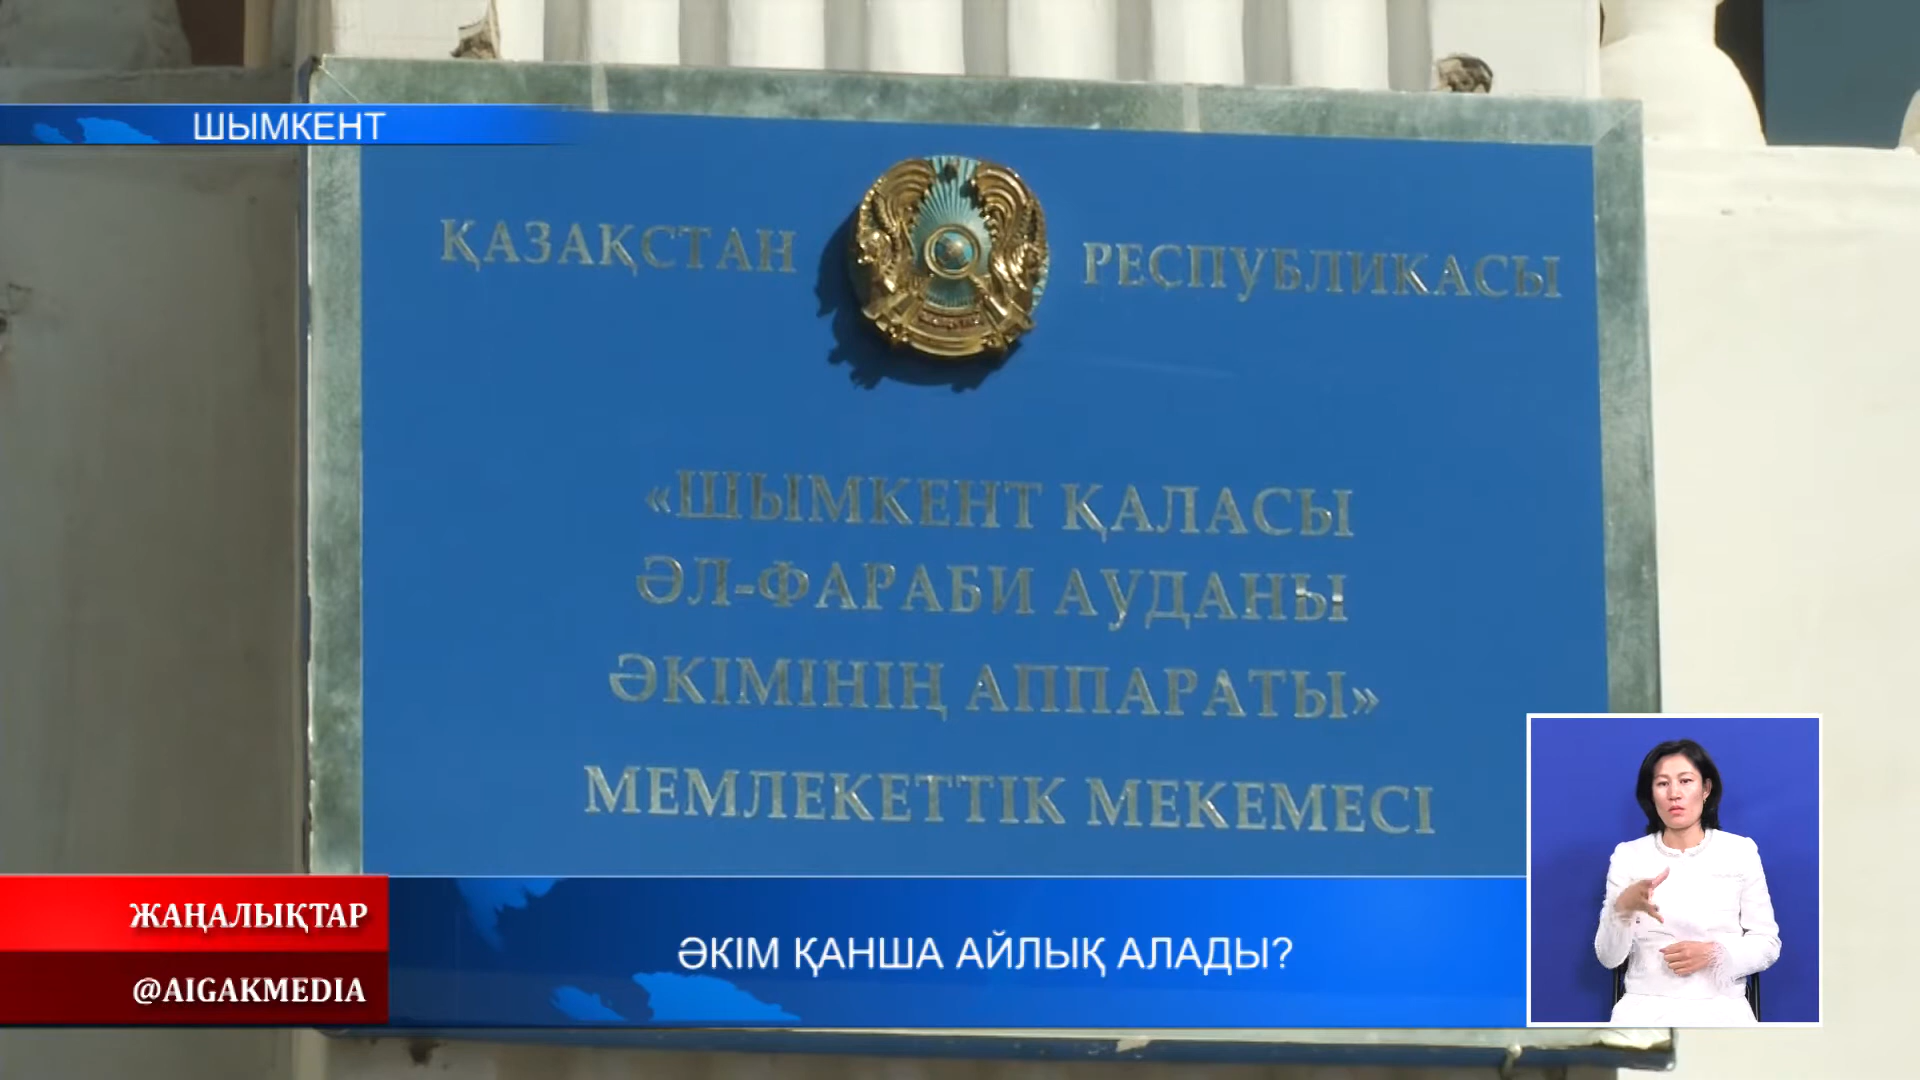 ШЫМКЕНТ
ҚАЗАҚСТАН РЕСПУБЛИКАСЫ
«ШЫМКЕНТ ҚАЛАСЫ
ӘЛ-ФАРАБИ АУДАНЫ
ӘКІМІНІҢ АППАРАТЫ»
МЕМЛЕКЕТТІК МЕКЕМЕСІ
ЖАҢАЛЫҚТАР
@AIGAKMEDIA
ӘКІМ ҚАНША АЙЛЫҚ АЛАДЫ?